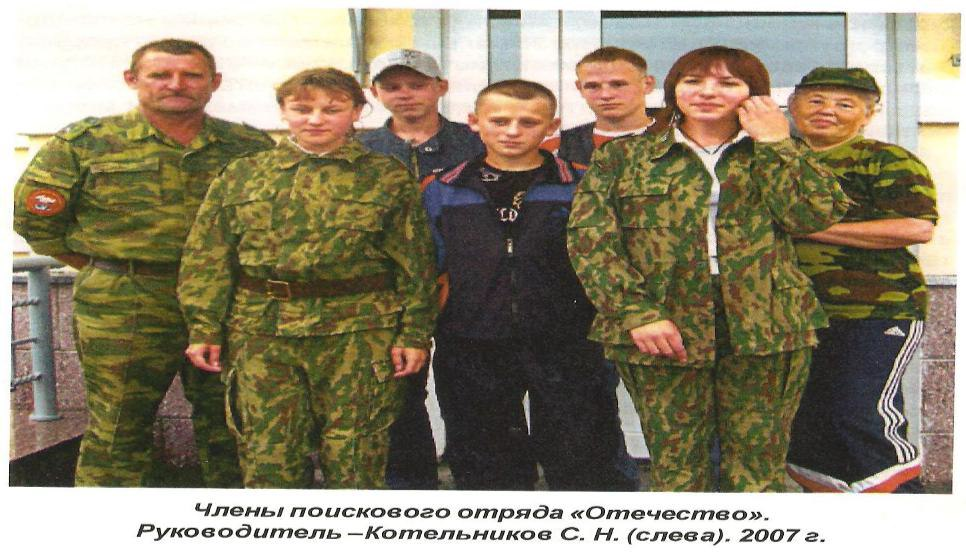 Члены поискового отряда «Отечество».
Руководитель –Котельников С. Н. (слева). 2007 г.